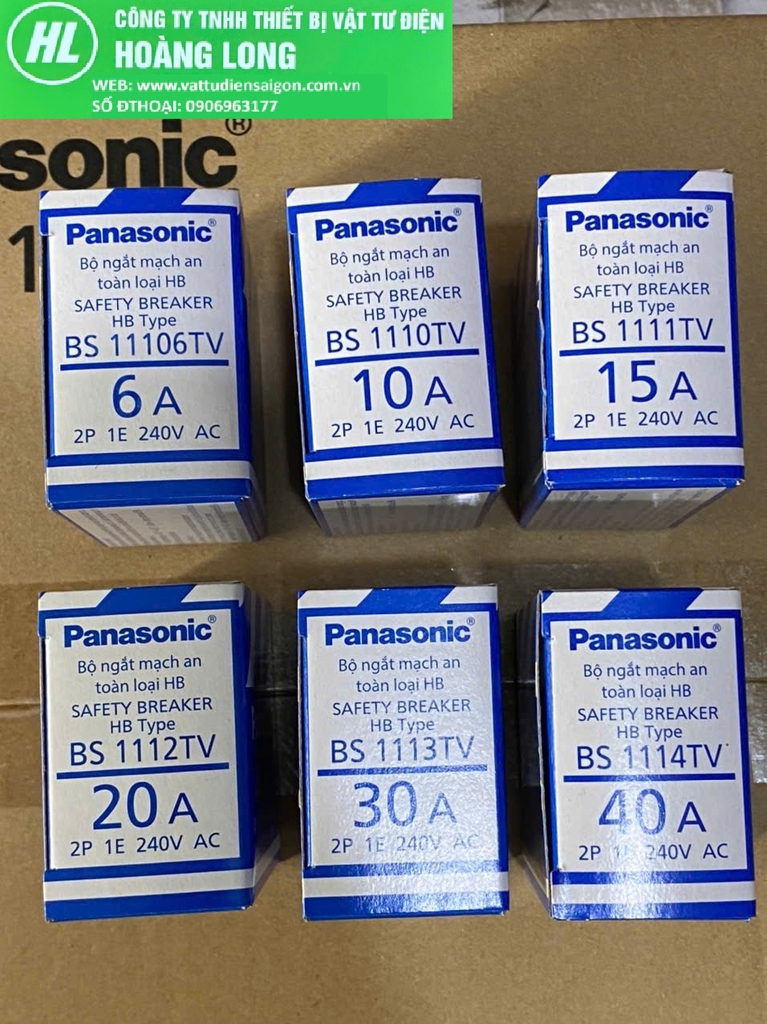 HL
CÔNG TY TNHH THIẾT BỊ VẬT TƯ ĐIỆN
HOÀNG LONG
WEB: www.vattudiensaigon.com.vn
SỐ ĐTHOẠI: 0906963177
sonic®
1
Panasonic®
Bộ ngắt mạch an
toàn loại HB
SAFETY BREAKER
HB Type
BS 11106TV
6 A
2P 1E 240V AC
Panasonic®
Bộ ngắt mạch an
toàn loại HB
SAFETY BREAKER
HB Type
BS 1110TV
10 A
2P 1E 240V AC
Panasonic®
Bộ ngắt mạch an
toàn loại HB
SAFETY BREAKER
HB Type
BS 1111TV
15 A
2P 1E 240V AC
Panasonic®
Bộ ngắt mạch an
toàn loại HB
SAFETY BREAKER
HB Type
BS 1112TV
20 A
2P 1E 240V AC
Panasonic®
Bộ ngắt mạch an
toàn loại HB
SAFETY BREAKER
HB Type
BS 1113TV
30 A
2P 1E 240V AC
Panasonic®
Bộ ngắt mạch an
toàn loại HB
SAFETY BREAKER
HB Type
BS 1114TV
40 A
2P 1E 240V AC